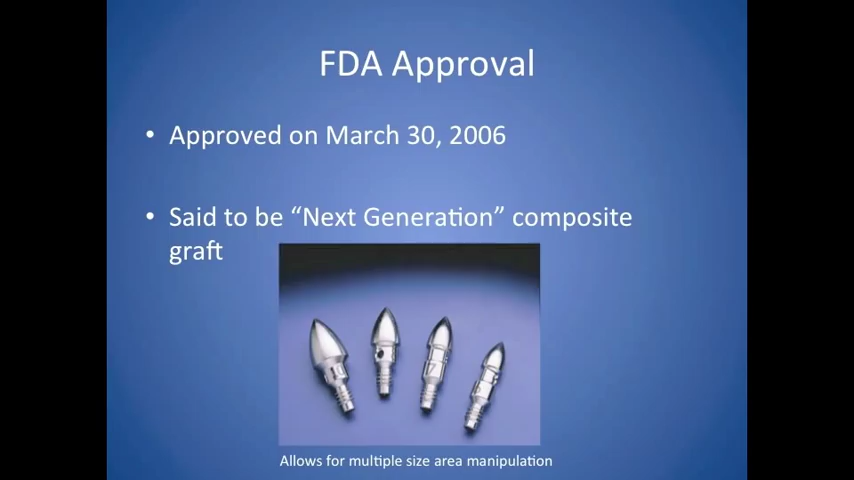 FDA Approval
• Approved on March 30, 2006
• Said to be “Next Generation” composite
graft
Allows for multiple size area manipulation